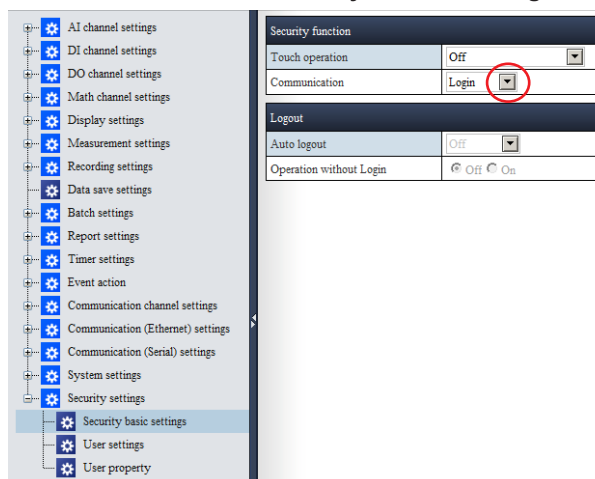 AI channel settings
DI channel settings
DO channel settings
Math channel settings
Display settings
Measurement settings
Recording settings
Data save settings
Batch settings
Report settings
Timer settings
Event action
Communication channel settings
Communication (Ethernet) settings
Communication (Serial) settings
System settings
Security settings
Security basic settings
User settings
User property
Security function
Touch operation Off
Communication Login
Logout
Auto logout Off
Operation without Login Off On